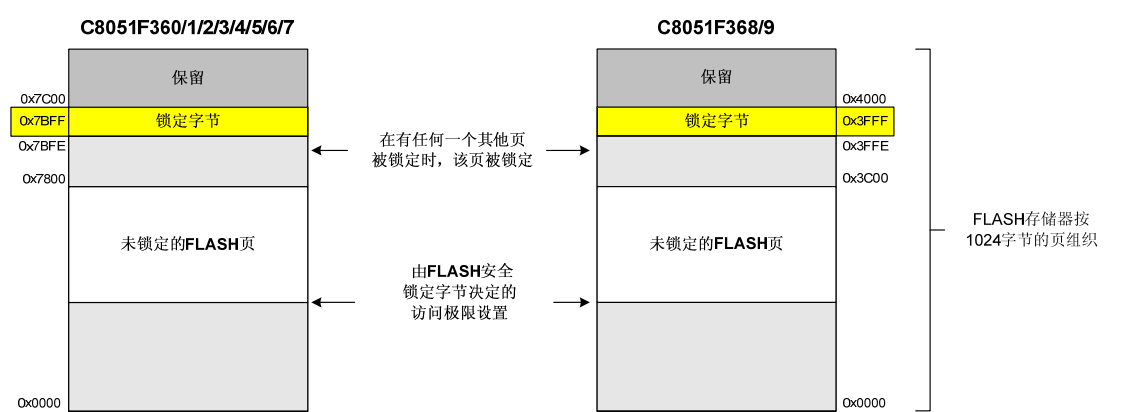 C8051F360/1/2/3/4/5/6/7
保留
0x7C00
0x7BFF
锁定字节
0x7BFE
0x7800
未锁定的FLASH页
0x0000
在有任何一个其他页
被锁定时，该页被锁定
由FLASH安全
锁定字节决定的
访问极限设置
C8051F368/9
保留
0x4000
锁定字节
0x3FFF
0x3FFE
0x3C00
未锁定的FLASH页
0x0000
FLASH存储器按
1024字节的页组织